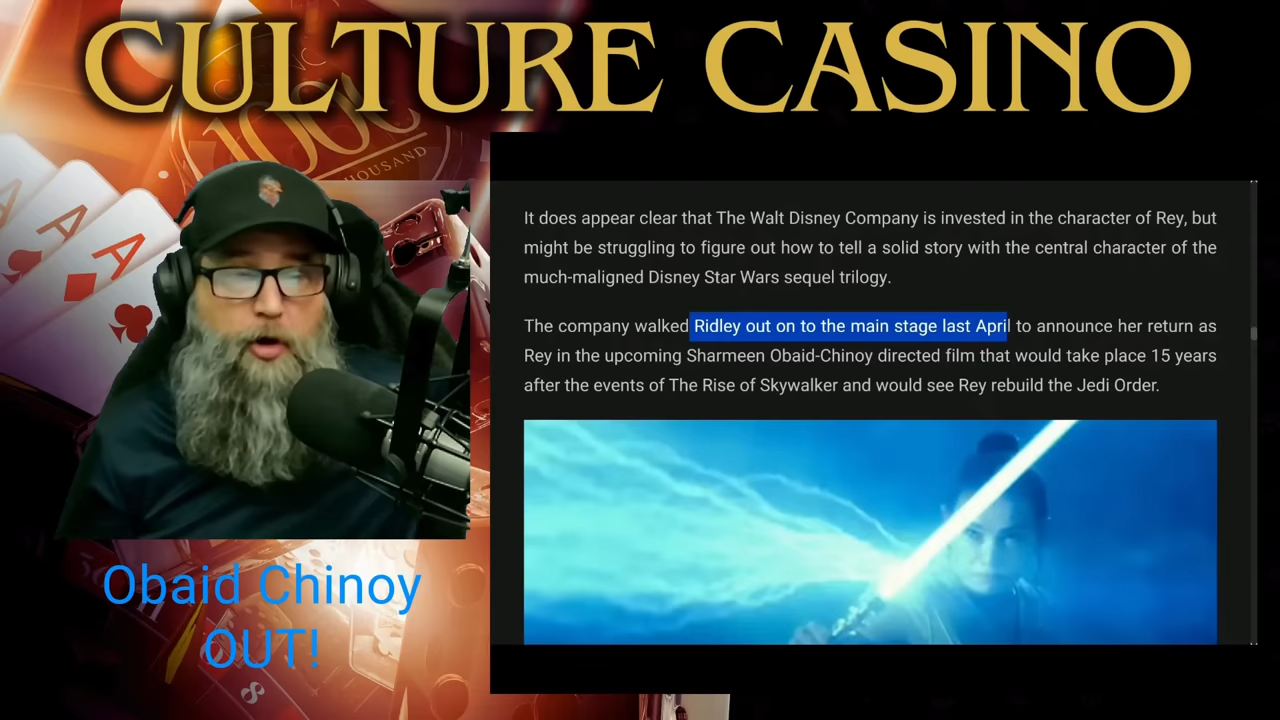 CULTURE CASINO
1000
HOUSAND
A
A
A
It does appear clear that The Walt Disney Company is invested in the character of Rey, but
might be struggling to figure out how to tell a solid story with the central character of the
much-maligned Disney Star Wars sequel trilogy.
The company walked Ridley out on to the main stage last April to announce her return as
Rey in the upcoming Sharmeen Obaid-Chinoy directed film that would take place 15 years
after the events of The Rise of Skywalker and would see Rey rebuild the Jedi Order.
Obaid Chinoy
OUT!
8